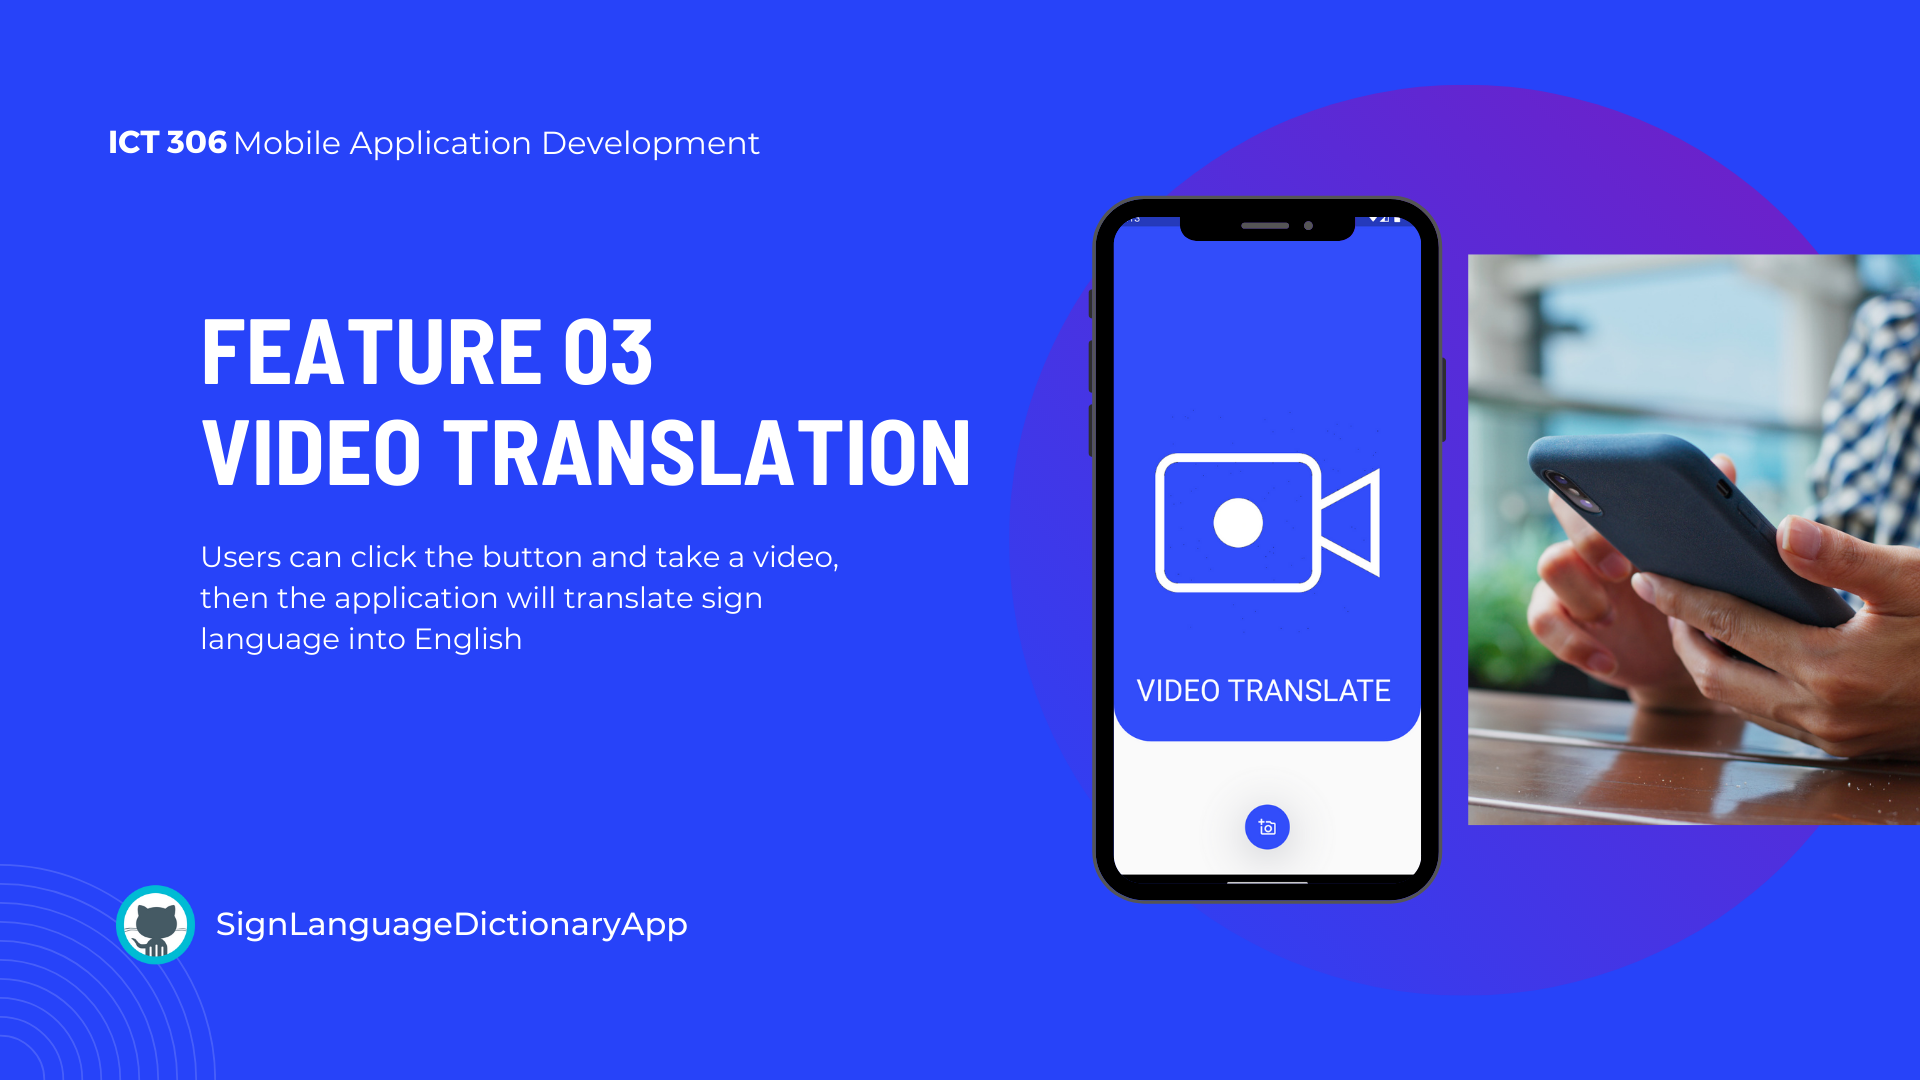 ICT 306 Mobile Application Development
FEATURE 03
VIDEO TRANSLATION
Users can click the button and take a video,
then the application will translate sign
language into English
VIDEO TRANSLATE
SignLanguageDictionaryApp